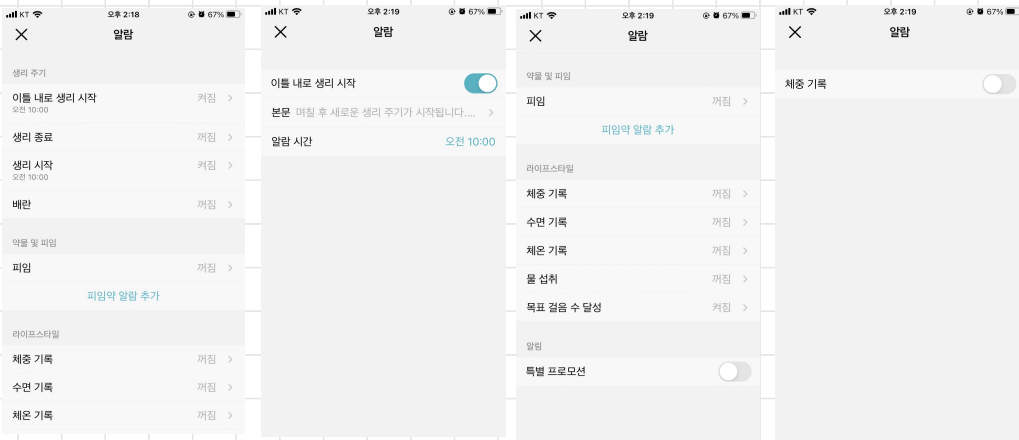 KT
오후 2:18
67%
알람
생리 주기
이틀 내로 생리 시작
켜짐
오전 10:00
생리 종료
꺼짐
생리 시작
켜짐
오전 10:00
배란
꺼짐
약물 및 피임
피임
꺼짐
피임약 알람 추가
라이프스타일
체중 기록
꺼짐
수면 기록
꺼짐
체온 기록
꺼짐
KT
오후 2:19
67%
알람
이틀 내로 생리 시작
본문 며칠 후 새로운 생리 주기가 시작됩니다....
알람 시간
오전 10:00
KT
오후 2:19
67%
알람
약물 및 피임
피임
꺼짐
피임약 알람 추가
라이프스타일
체중 기록
꺼짐
수면 기록
꺼짐
체온 기록
꺼짐
물 섭취
꺼짐
목표 걸음 수 달성
켜짐
알림
특별 프로모션
KT
오후 2:19
67%
알람
체중 기록